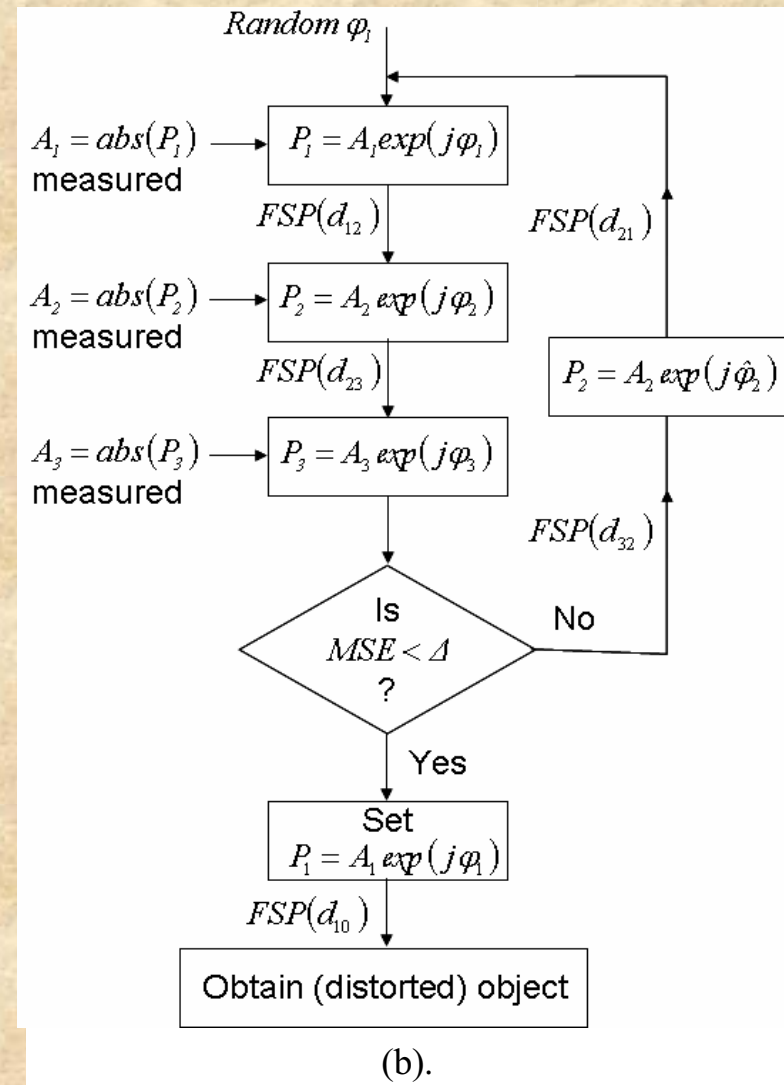 Random φ₁
A₁ = abs(P₁)
measured
P₁ = A₁exp(jφ₁)
FSP(d₁₂)
FSP(d₂₁)
A₂ = abs(P₂)
measured
P₂ = A₂ exp(jφ₂)
P₂ = A₂ exp(jφ̂₂)
FSP(d₂₃)
A₃ = abs(P₃)
measured
P₃ = A₃ exp(jφ₃)
FSP(d₃₂)
Is
MSE < Δ
?
No
Yes
Set
P₁ = A₁ exp(jφ₁)
FSP(d₁₀)
Obtain (distorted) object
(b).